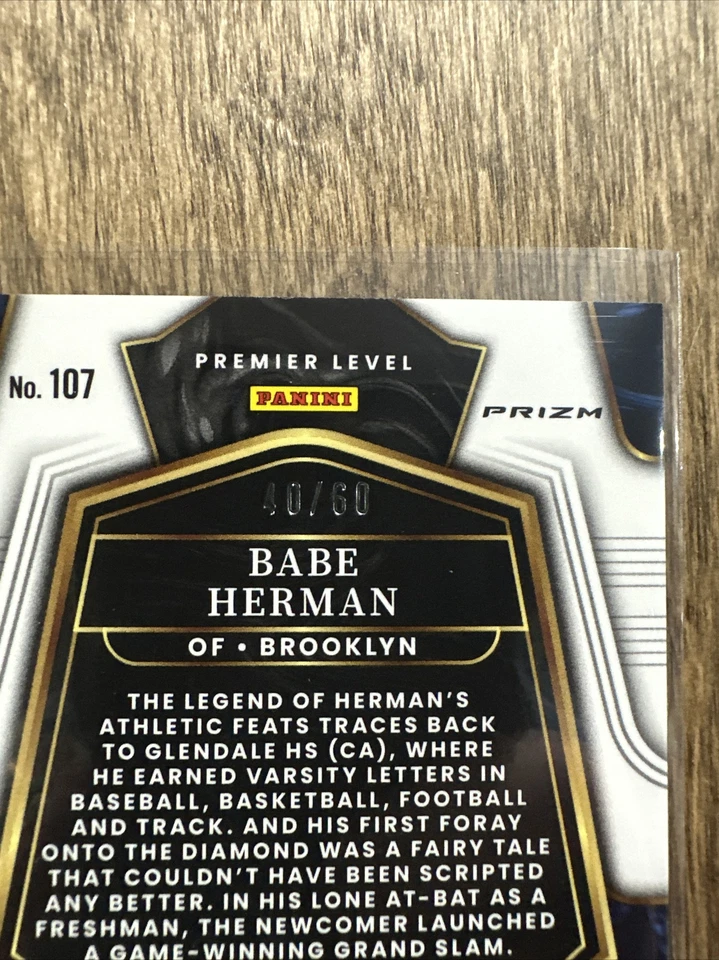 PREMIER LEVEL
No. 107
PANINI
PRIZM
40/60
BABE
HERMAN
OF • BROOKLYN
THE LEGEND OF HERMAN'S
ATHLETIC FEATS TRACES BACK
TO GLENDALE HS (CA), WHERE
HE EARNED VARSITY LETTERS IN
BASEBALL, BASKETBALL, FOOTBALL
AND TRACK. AND HIS FIRST FORAY
ONTO THE DIAMOND WAS A FAIRY TALE
THAT COULDN'T HAVE BEEN SCRIPTED
ANY BETTER. IN HIS LONE AT-BAT AS A
FRESHMAN, THE NEWCOMER LAUNCHED
A GAME-WINNING GRAND SLAM.